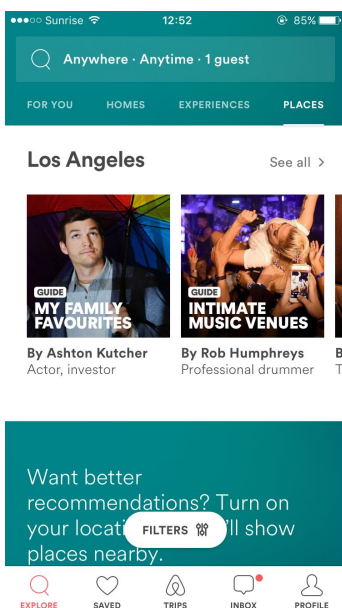 Sunrise 12:52 85%
Anywhere · Anytime · 1 guest
FOR YOU HOMES EXPERIENCES PLACES
Los Angeles See all >
GUIDE
MY FAMILY
FAVOURITES
GUIDE
INTIMATE
MUSIC VENUES
By Ashton Kutcher
Actor, investor
By Rob Humphreys
Professional drummer
B
T
Want better
recommendations? Turn on
your locati FILTERS 'll show
places nearby.
EXPLORE SAVED TRIPS INBOX PROFILE